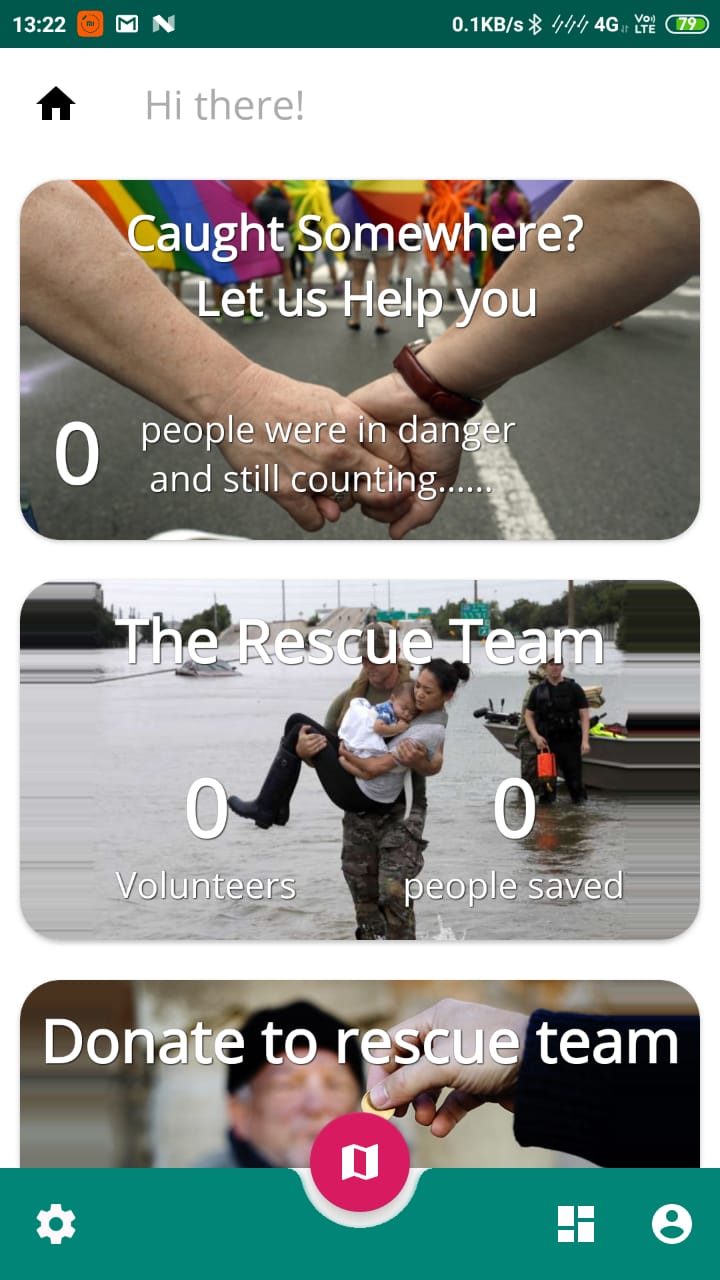 13:22 0.1KB/s 4G Vo) LTE 79
Hi there!
Caught Somewhere?
Let us Help you
0 people were in danger
and still counting......
The Rescue Team
0 0
Volunteers people saved
Donate to rescue team